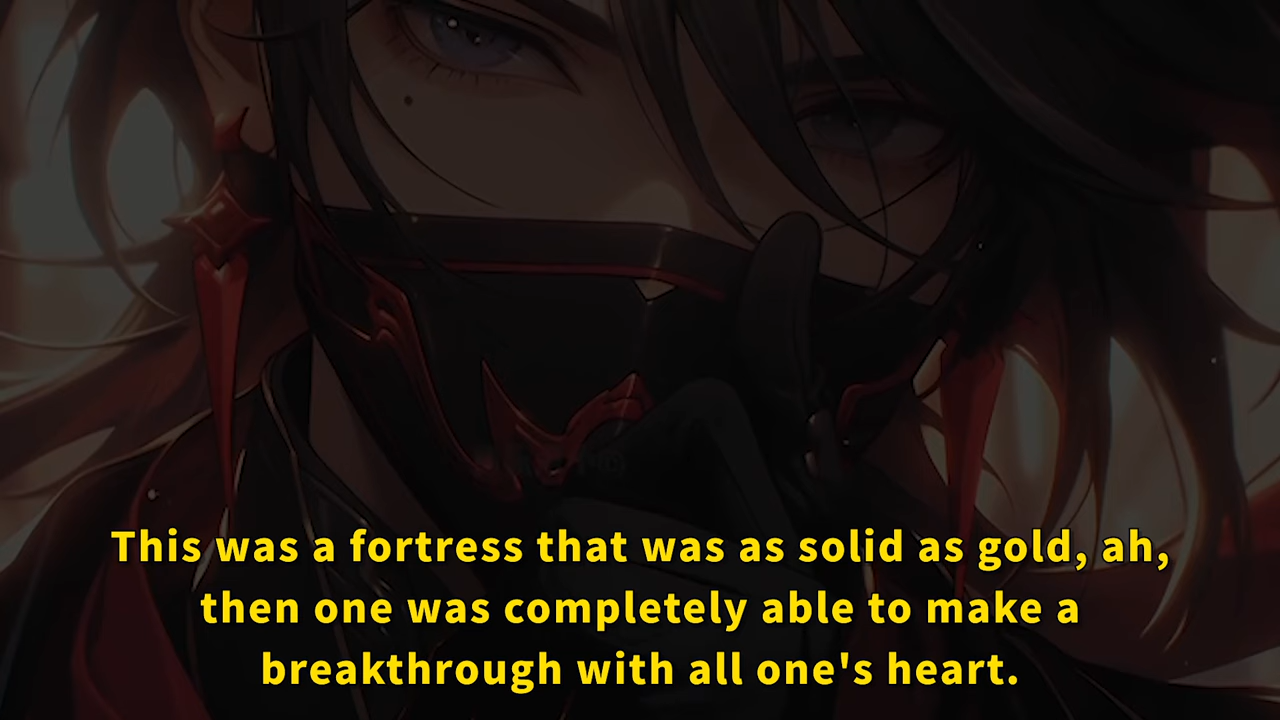 This was a fortress that was as solid as gold, ah,
then one was completely able to make a
breakthrough with all one's heart.